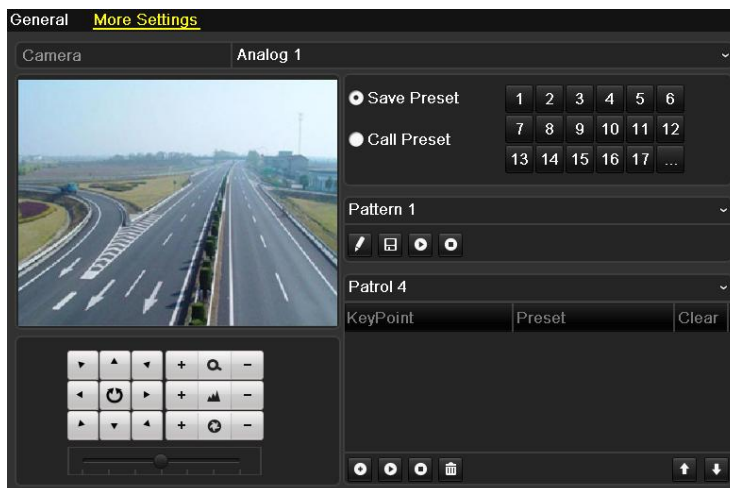 General More Settings
Camera Analog 1
Save Preset
Call Preset
1 2 3 4 5 6
7 8 9 10 11 12
13 14 15 16 17 ...
Pattern 1
Patrol 4
KeyPoint Preset Clear
+ -
+ -
+ -